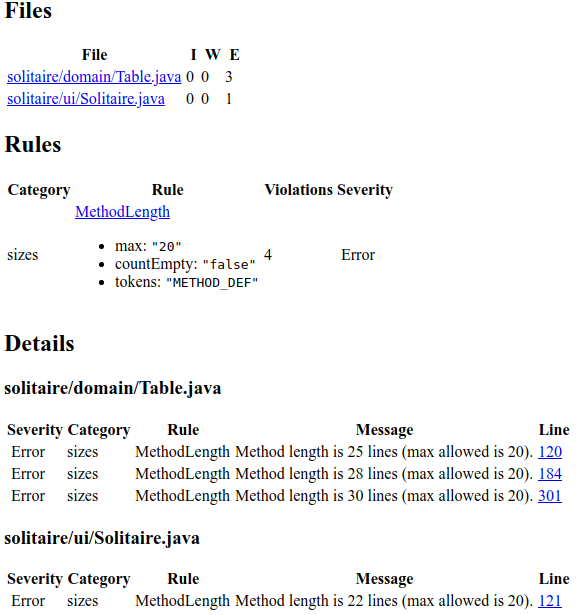 Files
File I W E
solitaire/domain/Table.java 0 0 3
solitaire/ui/Solitaire.java 0 0 1
Rules
Category Rule Violations Severity
MethodLength
• max: "20"
sizes 4 Error
• countEmpty: "false"
• tokens: "METHOD_DEF"
Details
solitaire/domain/Table.java
Severity Category Rule Message Line
Error sizes MethodLength Method length is 25 lines (max allowed is 20). 120
Error sizes MethodLength Method length is 28 lines (max allowed is 20). 184
Error sizes MethodLength Method length is 30 lines (max allowed is 20). 301
solitaire/ui/Solitaire.java
Severity Category Rule Message Line
Error sizes MethodLength Method length is 22 lines (max allowed is 20). 121